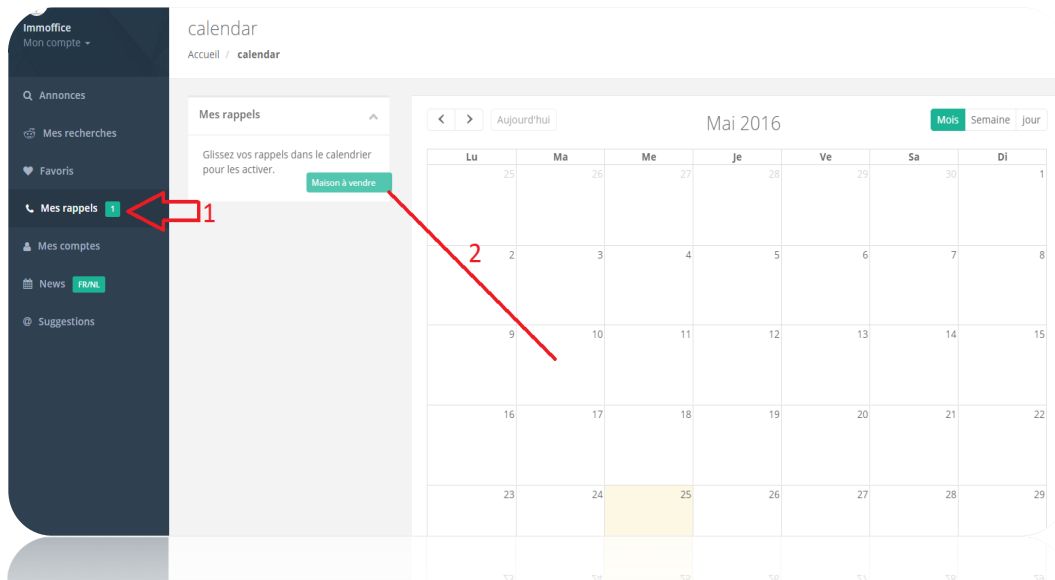 Immoffice
Mon compte
Annonces
Mes recherches
Favoris
Mes rappels 1
Mes comptes
News FR/NL
@ Suggestions
1
calendar
Accueil / calendar
Mes rappels
Glissez vos rappels dans le calendrier
pour les activer.
Maison à vendre
2
< > Aujourd'hui
Mai 2016
Mois Semaine jour
Lu Ma Me Je Ve Sa Di
25 26 27 28 29 30 1
2 3 4 5 6 7 8
9 10 11 12 13 14 15
16 17 18 19 20 21 22
23 24 25 26 27 28 29